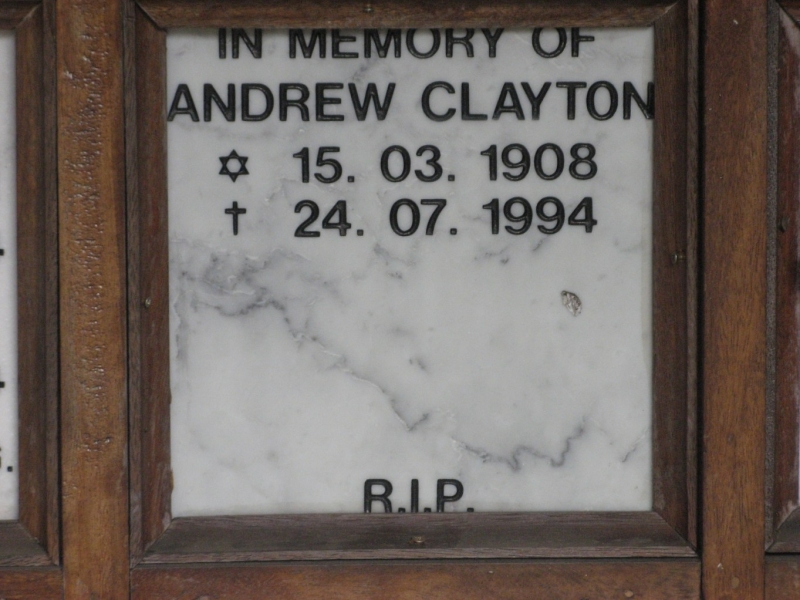 IN MEMORY OF
ANDREW CLAYTON
✡ 15. 03. 1908
✝ 24. 07. 1994
R.I.P.